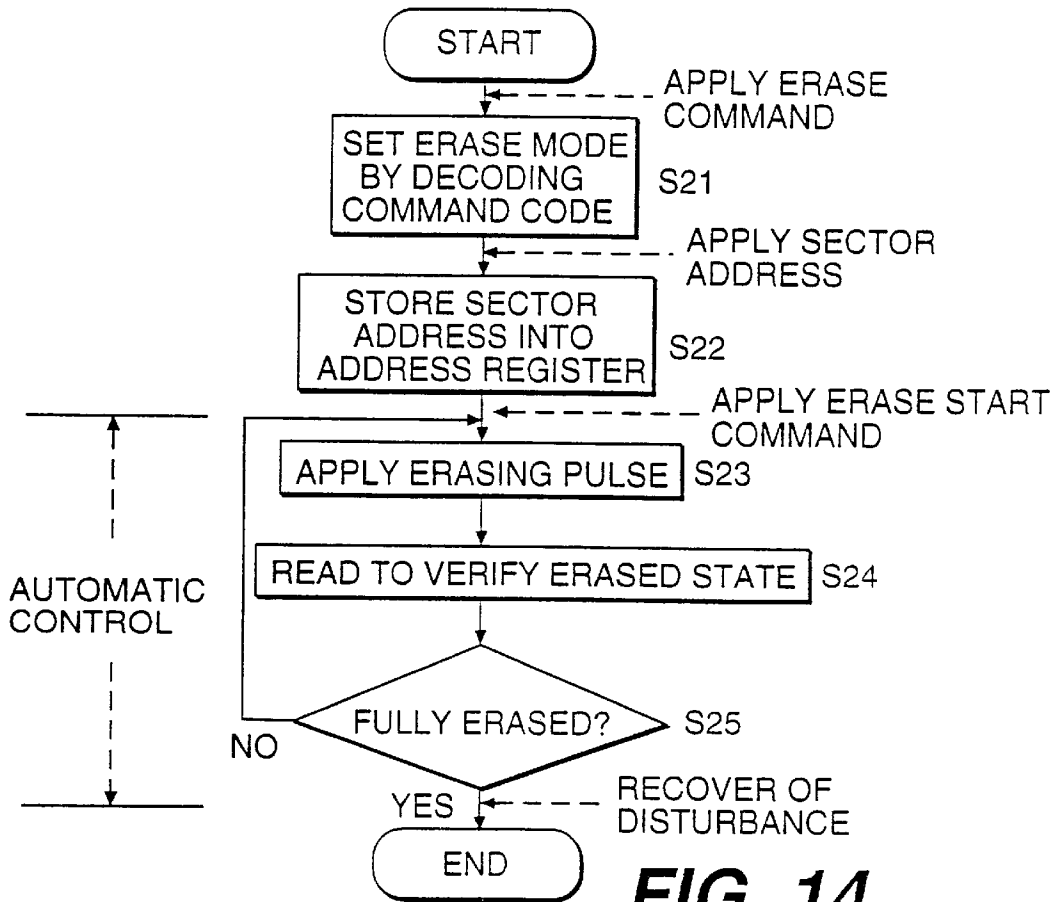 START
APPLY ERASE
COMMAND
SET ERASE MODE
BY DECODING
COMMAND CODE
S21
APPLY SECTOR
ADDRESS
STORE SECTOR
ADDRESS INTO
ADDRESS REGISTER
S22
APPLY ERASE START
COMMAND
APPLY ERASING PULSE
S23
READ TO VERIFY ERASED STATE
S24
AUTOMATIC
CONTROL
FULLY ERASED?
S25
NO
YES
RECOVER OF
DISTURBANCE
END
FIG. 14